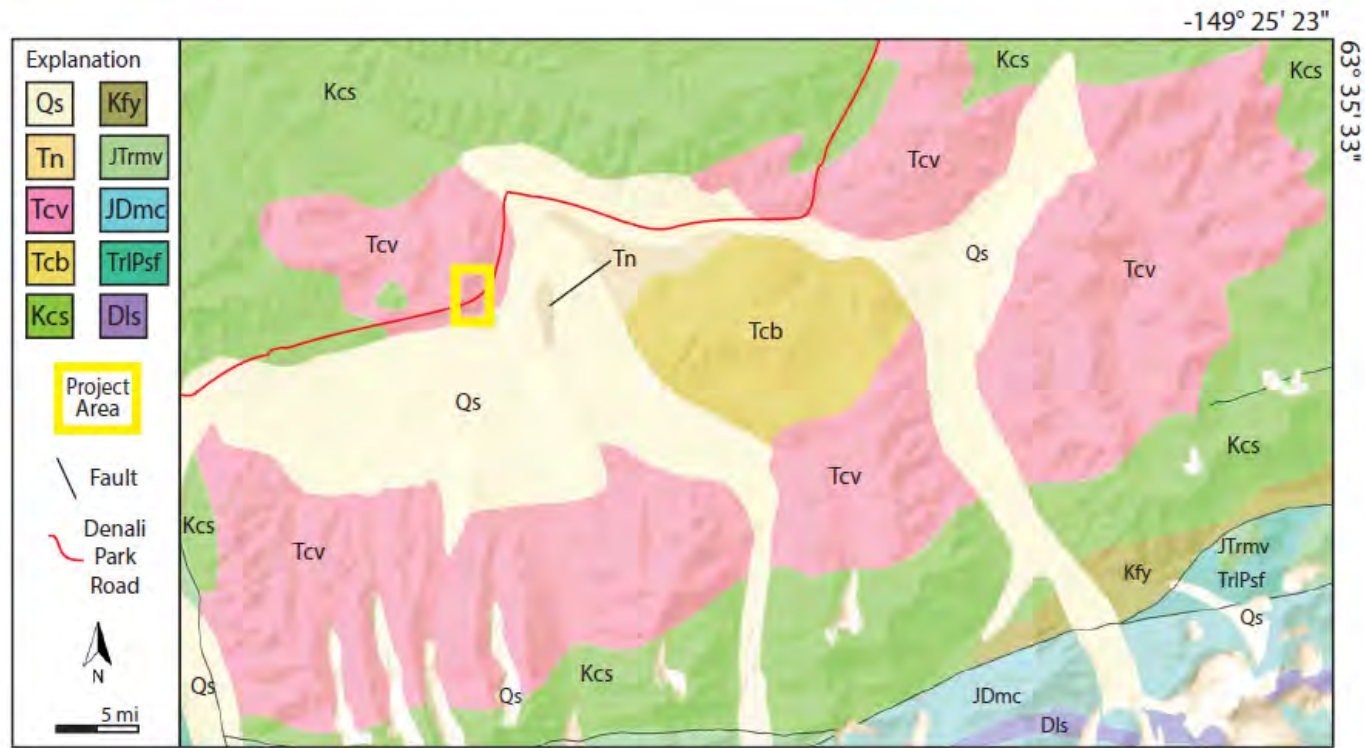 -149° 25' 23"
63° 35' 33"
Explanation
Qs
Kfy
Tn
JTrmv
Tcv
JDmc
Tcb
TrIPsf
Kcs
Dls
Project
Area
Fault
Denali
Park
Road
N
5 mi
Kcs
Kcs
Kcs
Tcv
Tcv
Tn
Qs
Tcv
Tcb
Qs
Kcs
Tcv
Kcs
Tcv
JTrmv
Kfy
TrIPsf
Qs
Kcs
Qs
Qs
JDmc
Dls